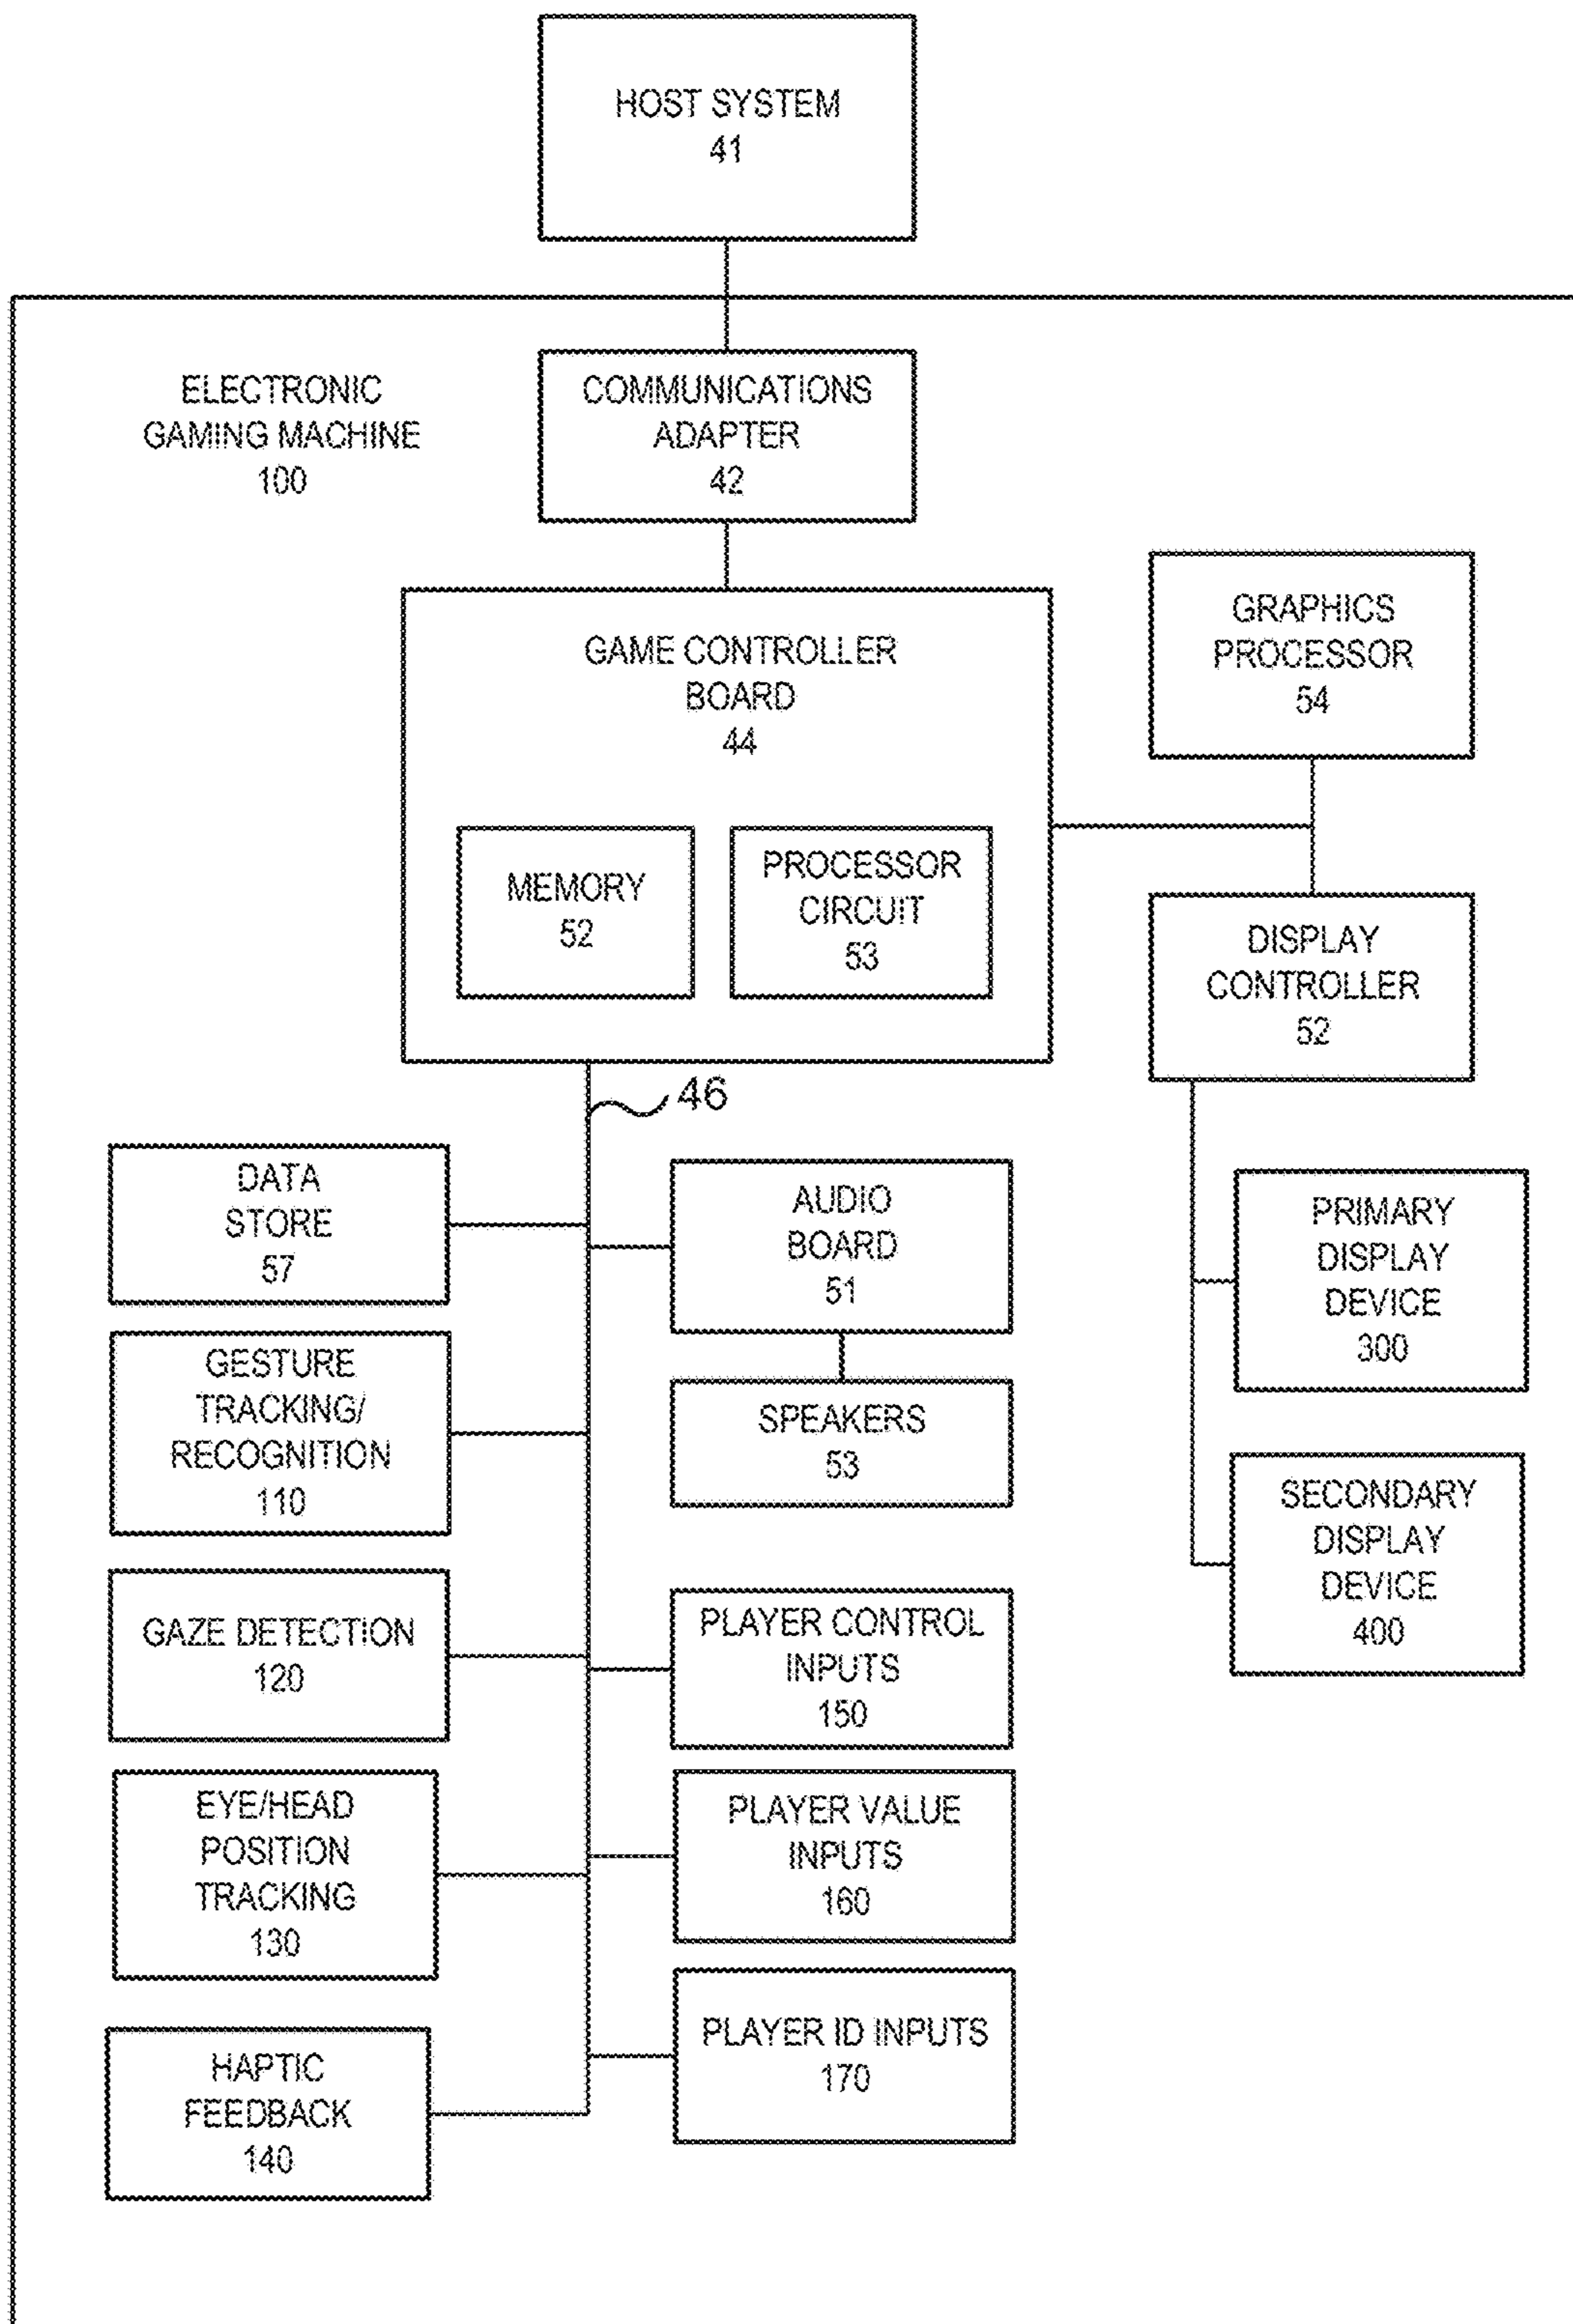 HOST SYSTEM
41
ELECTRONIC
GAMING MACHINE
100
COMMUNICATIONS
ADAPTER
42
GAME CONTROLLER
BOARD
44
MEMORY
52
PROCESSOR
CIRCUIT
53
GRAPHICS
PROCESSOR
54
DISPLAY
CONTROLLER
52
46
DATA
STORE
57
AUDIO
BOARD
51
PRIMARY
DISPLAY
DEVICE
300
GESTURE
TRACKING/
RECOGNITION
110
SPEAKERS
53
SECONDARY
DISPLAY
DEVICE
400
GAZE DETECTION
120
PLAYER CONTROL
INPUTS
150
EYE/HEAD
POSITION
TRACKING
130
PLAYER VALUE
INPUTS
160
HAPTIC
FEEDBACK
140
PLAYER ID INPUTS
170